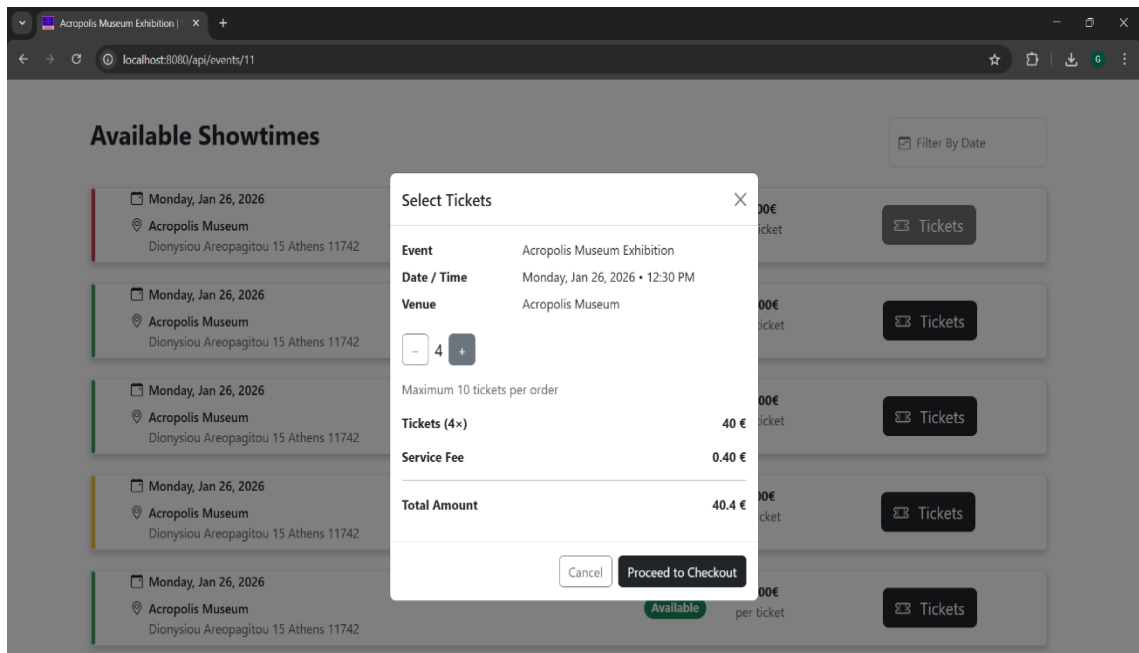 Acropolis Museum Exhibition |
localhost:8080/api/events/11
G
Available Showtimes
Filter By Date
Monday, Jan 26, 2026
Acropolis Museum
Dionysiou Areopagitou 15 Athens 11742
Tickets
Monday, Jan 26, 2026
Acropolis Museum
Dionysiou Areopagitou 15 Athens 11742
00€
Tickets
Monday, Jan 26, 2026
Acropolis Museum
Dionysiou Areopagitou 15 Athens 11742
00€
Tickets
Monday, Jan 26, 2026
Acropolis Museum
Dionysiou Areopagitou 15 Athens 11742
Tickets
Monday, Jan 26, 2026
Acropolis Museum
Dionysiou Areopagitou 15 Athens 11742
Available
00€
per ticket
Tickets
Select Tickets
Event Acropolis Museum Exhibition
Date / Time Monday, Jan 26, 2026 • 12:30 PM
Venue Acropolis Museum
− 4 +
Maximum 10 tickets per order
Tickets (4×) 40 €
Service Fee 0.40 €
Total Amount 40.4 €
Cancel Proceed to Checkout